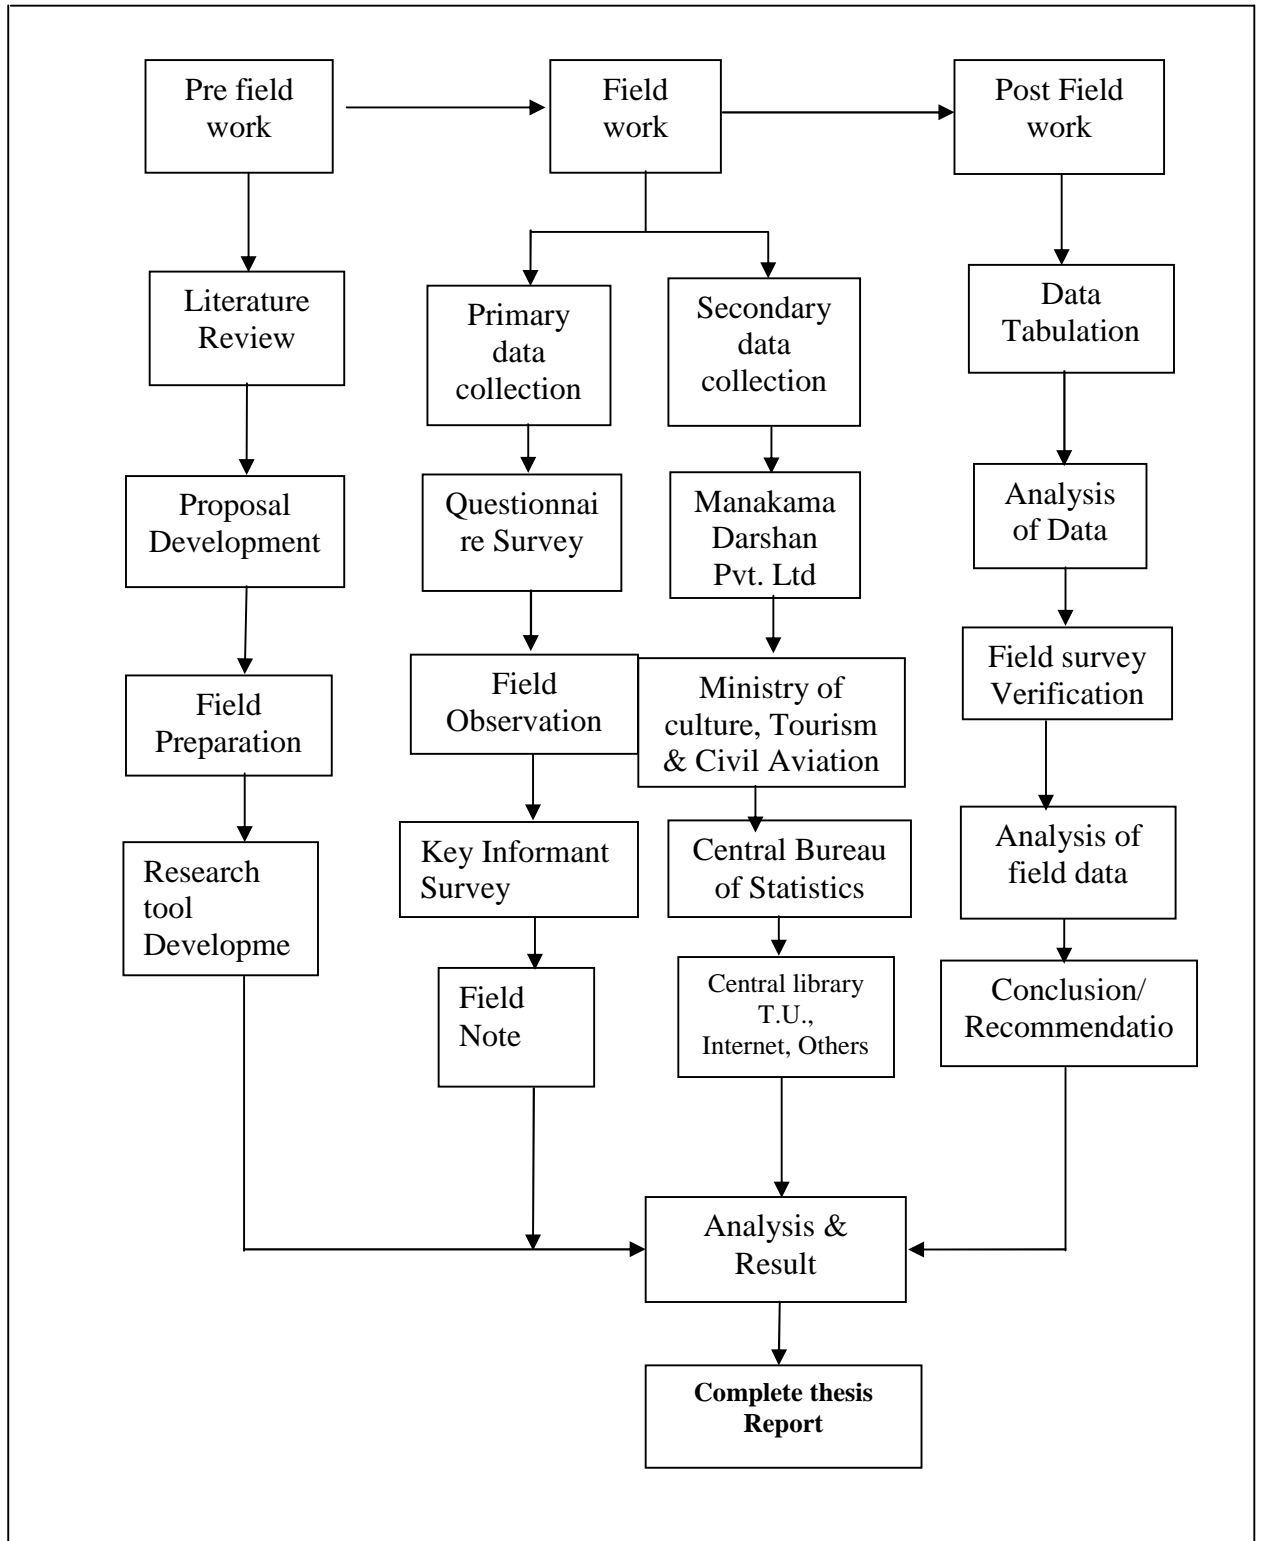 Pre field
work
Field
work
Post Field
work
Literature
Review
Primary
data
collection
Secondary
data
collection
Data
Tabulation
Proposal
Development
Questionnai
re Survey
Manakama
Darshan
Pvt. Ltd
Analysis
of Data
Field
Preparation
Field
Observation
Ministry of
culture, Tourism
& Civil Aviation
Field survey
Verification
Research
tool
Developme
Key Informant
Survey
Central Bureau
of Statistics
Analysis of
field data
Field
Note
Central library
T.U.,
Internet, Others
Conclusion/
Recommendatio
Analysis &
Result
Complete thesis
Report